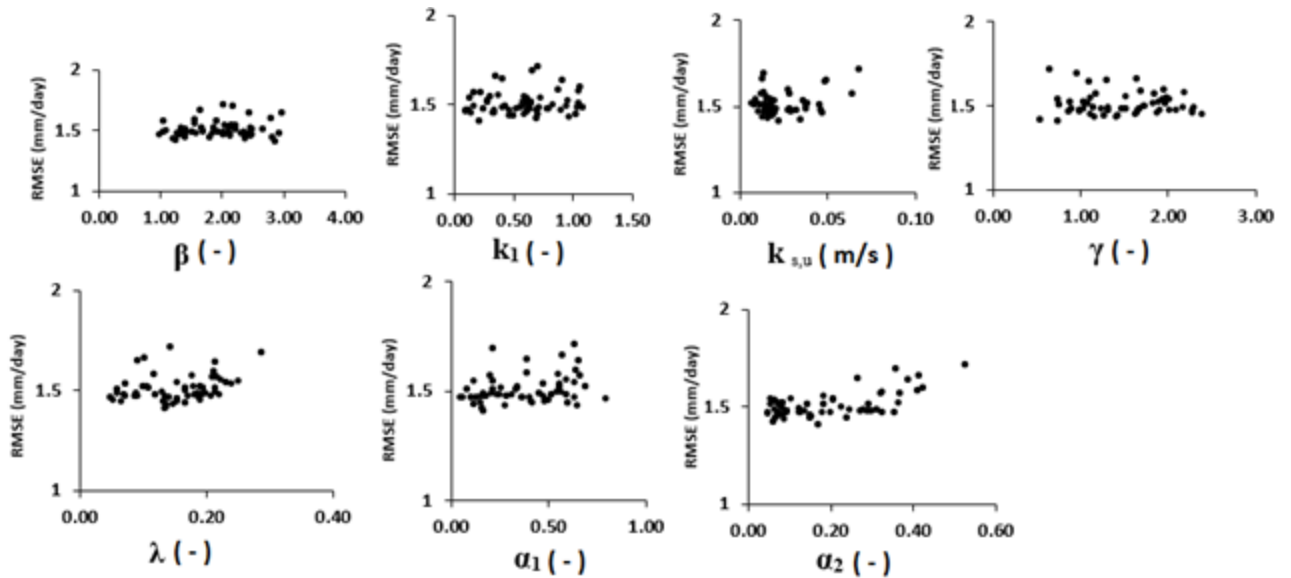 2
1.5
1
RMSE (mm/day)
0.00 1.00 2.00 3.00 4.00
β ( - )
2
1.5
1
RMSE (mm/day)
0.00 0.50 1.00 1.50
k1 ( - )
2
1.5
1
RMSE (mm/day)
0.00 0.05 0.10
k s,u ( m/s )
2
1.5
1
RMSE (mm/day)
0.00 1.00 2.00 3.00
γ ( - )
2
1.5
1
RMSE (mm/day)
0.00 0.20 0.40
λ ( - )
2
1.5
1
RMSE (mm/day)
0.00 0.50 1.00
α1 ( - )
2
1.5
1
RMSE (mm/day)
0.00 0.20 0.40 0.60
α2 ( - )